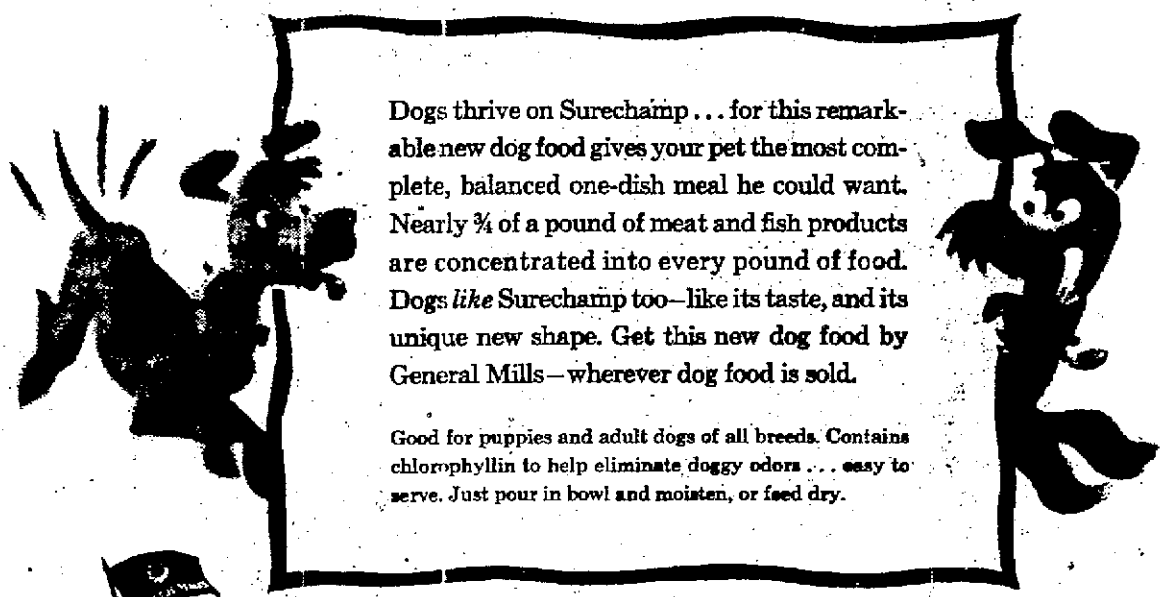 Dogs thrive on Surechamp . . . for this remark-
able new dog food gives your pet the most com-
plete, balanced one-dish meal he could want.
Nearly ¾ of a pound of meat and fish products
are concentrated into every pound of food.
Dogs like Surechamp too—like its taste, and its
unique new shape. Get this new dog food by
General Mills—wherever dog food is sold.
Good for puppies and adult dogs of all breeds. Contains
chlorophyllin to help eliminate doggy odors . . . easy to
serve. Just pour in bowl and moisten, or feed dry.